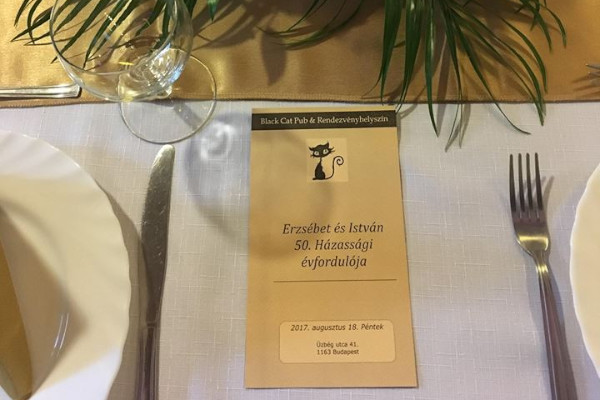 Black Cat Pub & Rendezvényhelyszín
Erzsébet és István
50. Házassági
évfordulója
2017. augusztus 18. Péntek
Üzbég utca 41.
1163 Budapest